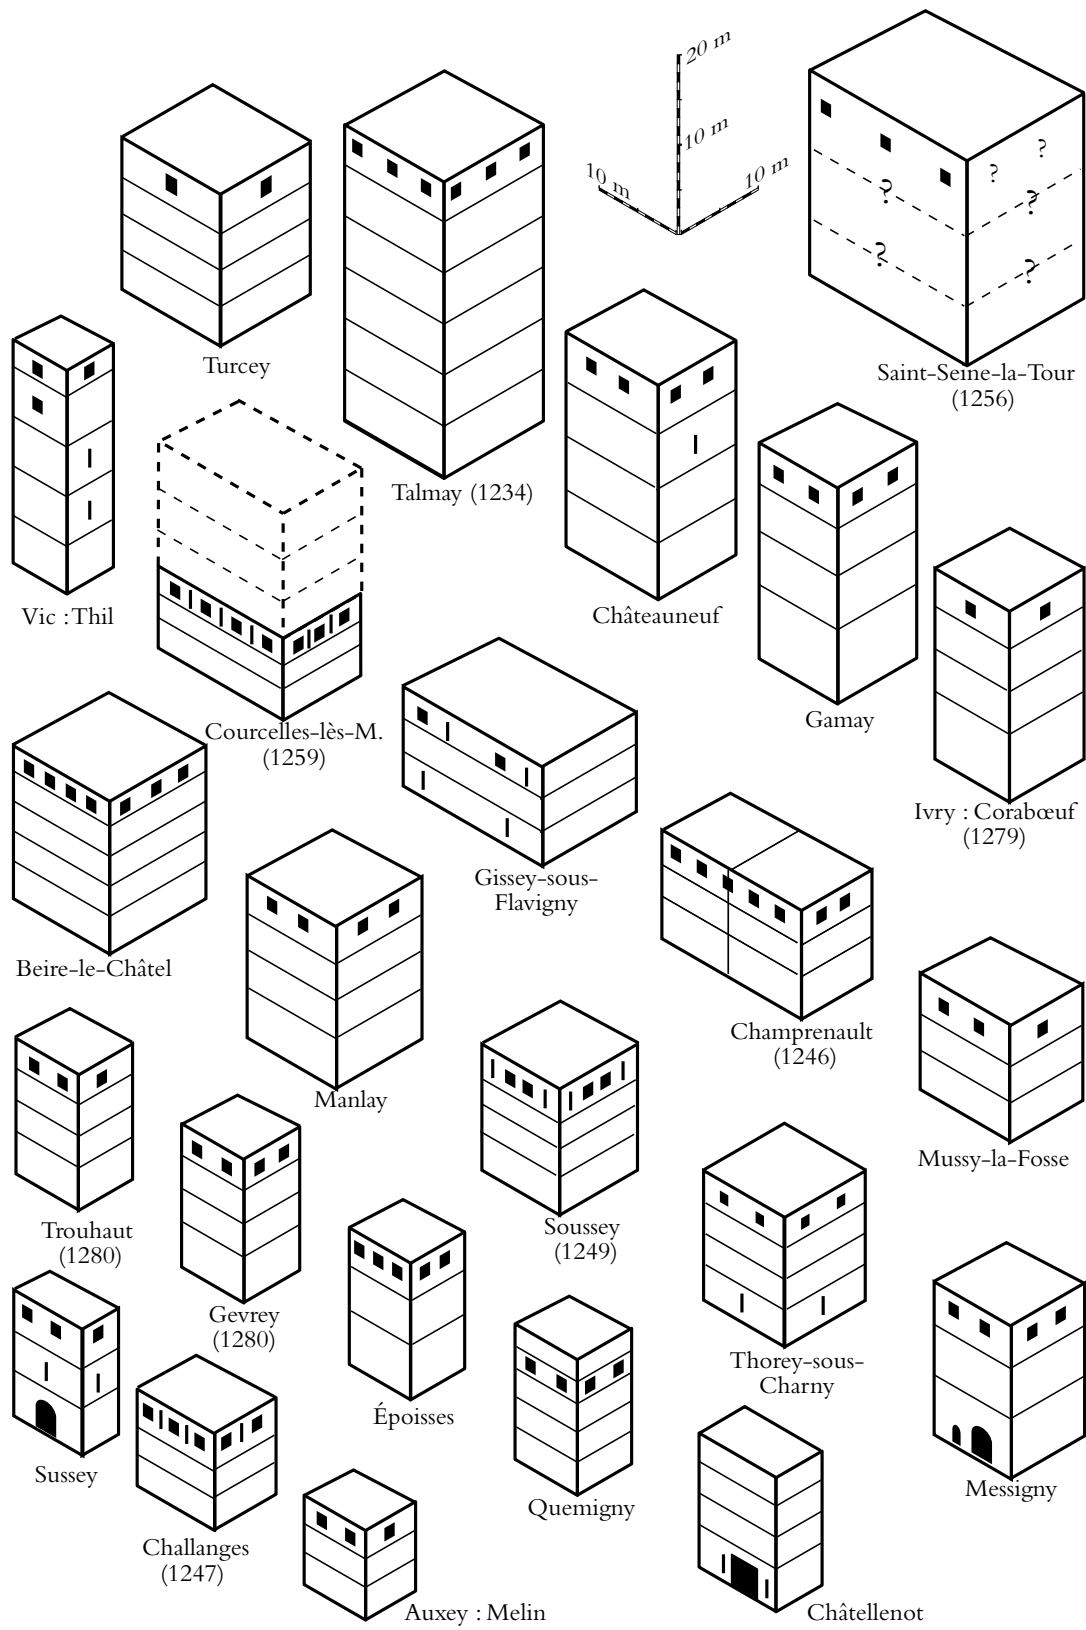 20 m
10 m
10 m
10 m
?
?
?
?
?
?
Turcey
Saint-Seine-la-Tour
(1256)
Talmay (1234)
Vic : Thil
Châteauneuf
Gamay
Courcelles-lès-M.
(1259)
Ivry : Corabœuf
(1279)
Gissey-sous-
Flavigny
Beire-le-Châtel
Champrenault
(1246)
Manlay
Mussy-la-Fosse
Trouhaut
(1280)
Soussey
(1249)
Gevrey
(1280)
Thorey-sous-
Charny
Époisses
Sussey
Messigny
Quemigny
Challanges
(1247)
Auxey : Melin
Châtellenot